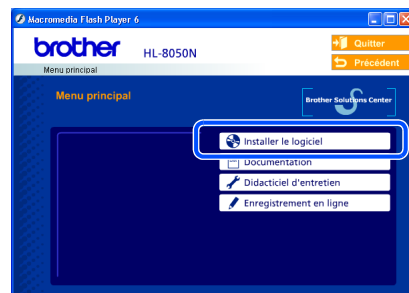 Macromedia Flash Player 6
brother HL-8050N
Quitter
Précédent
Menu principal
Menu principal
Brother Solutions Center
Installer le logiciel
Documentation
Didacticiel d'entretien
Enregistrement en ligne